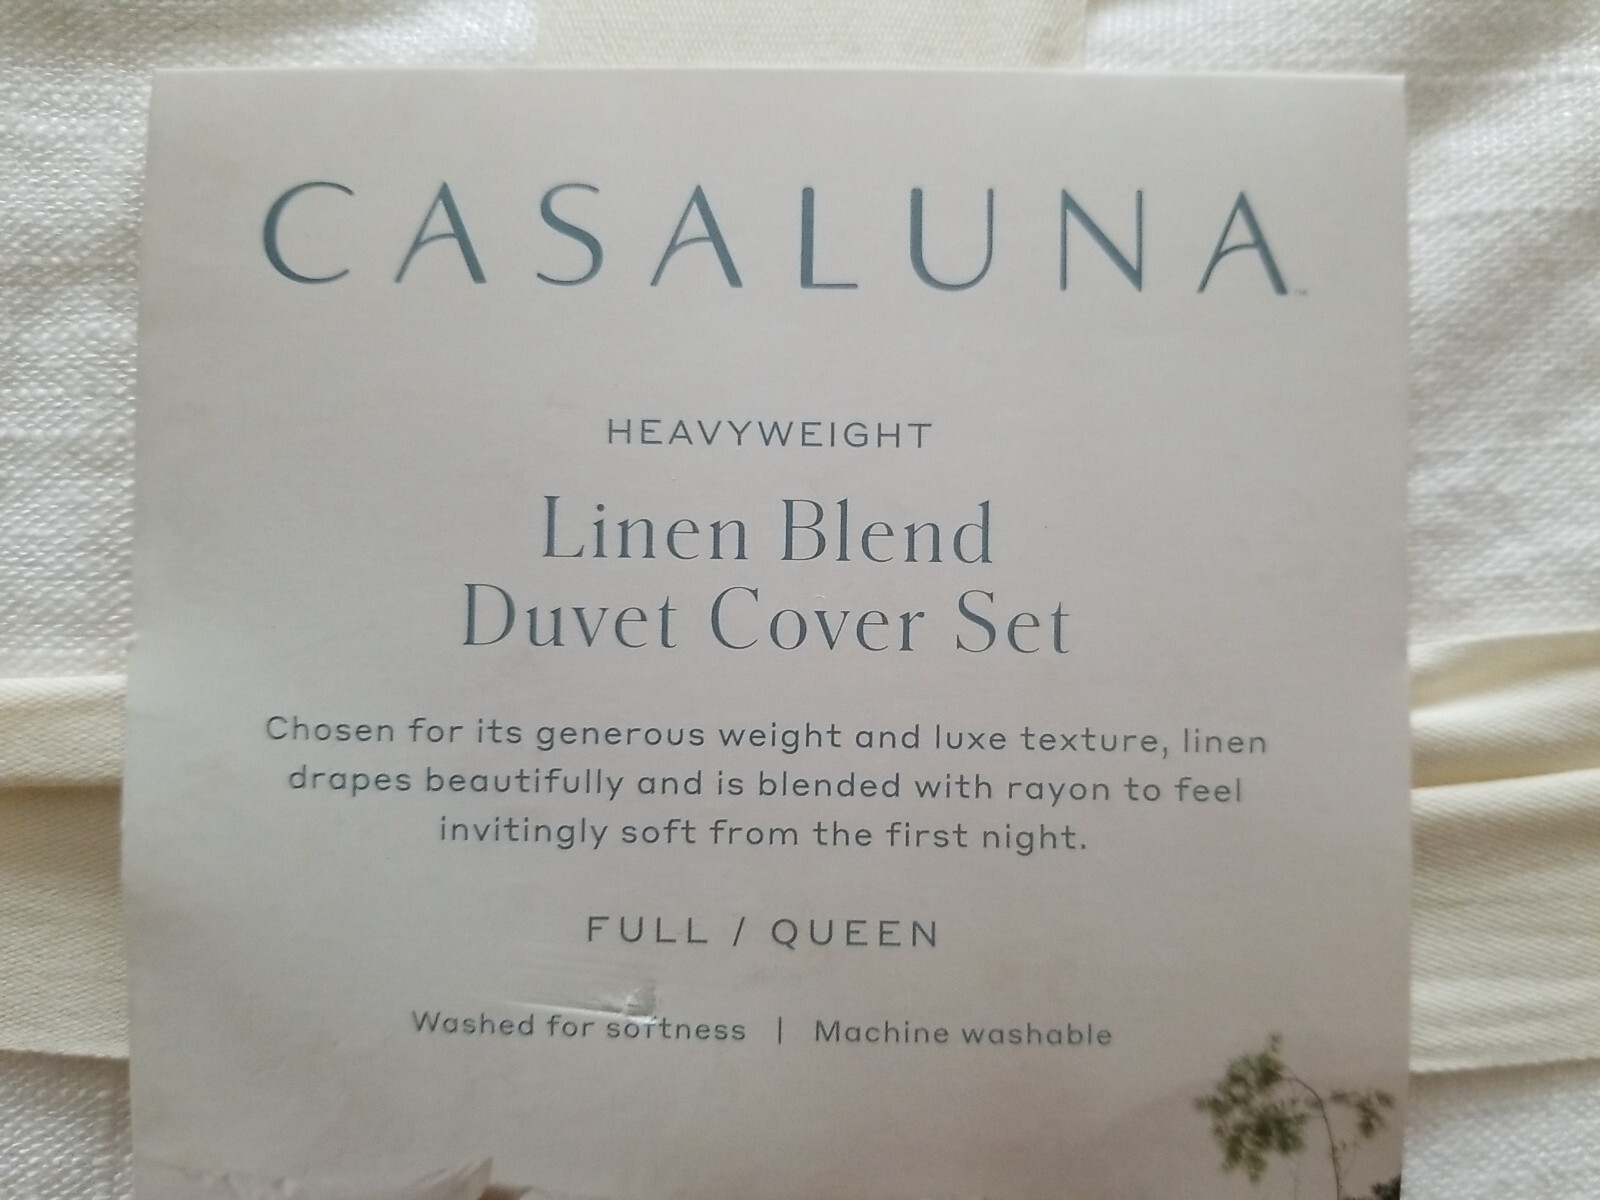 CASALUNA™
HEAVYWEIGHT
Linen Blend
Duvet Cover Set
Chosen for its generous weight and luxe texture, linen
drapes beautifully and is blended with rayon to feel
invitingly soft from the first night.
FULL / QUEEN
Washed for softness | Machine washable